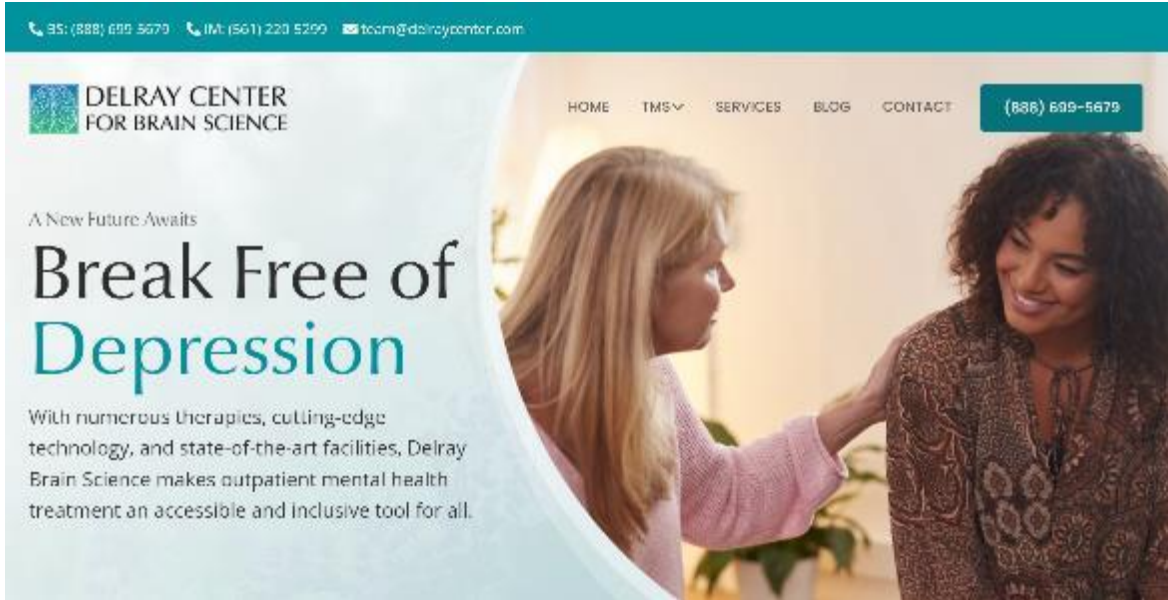 BS: (888) 699-5679 IM: (561) 220-5299 team@delraycenter.com
DELRAY CENTER
FOR BRAIN SCIENCE
HOME TMS SERVICES BLOG CONTACT (888) 699-5679
A New Future Awaits
Break Free of
Depression
With numerous therapies, cutting-edge
technology, and state-of-the-art facilities, Delray
Brain Science makes outpatient mental health
treatment an accessible and inclusive tool for all.